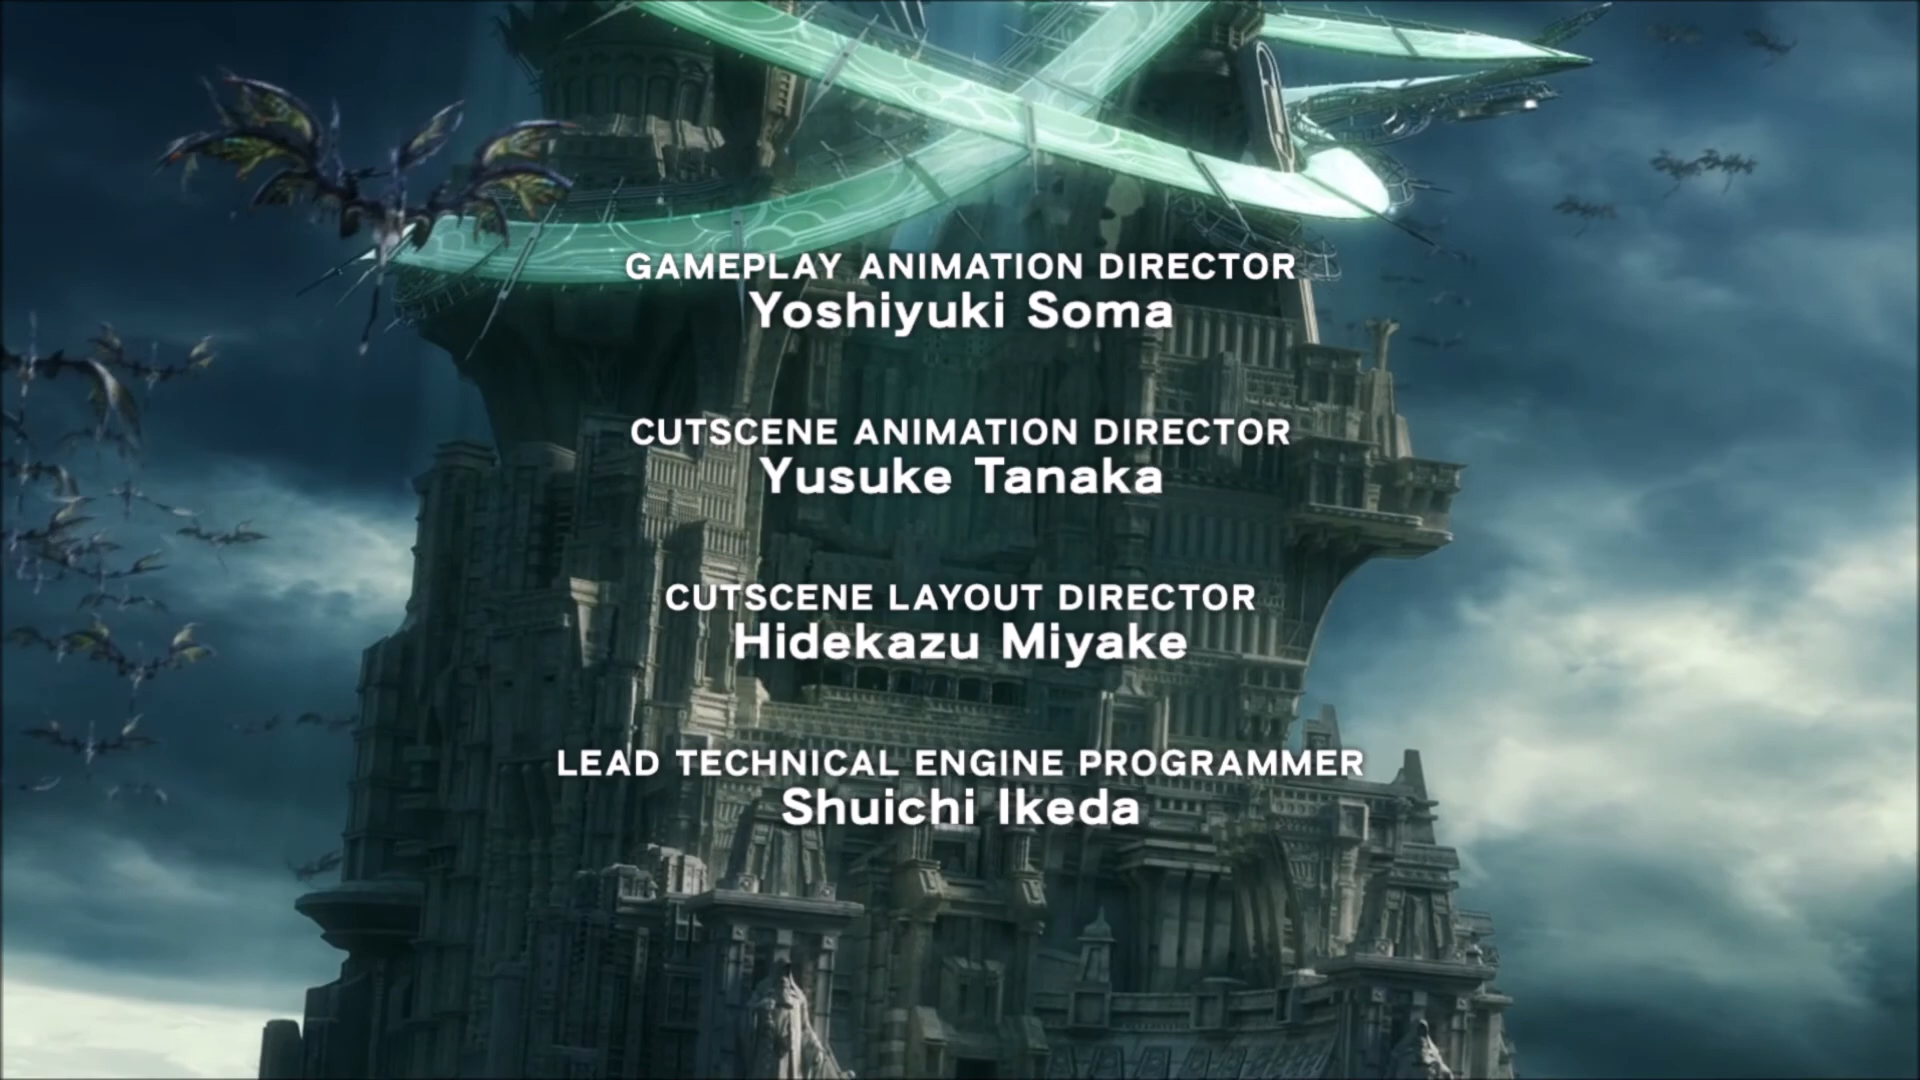 GAMEPLAY ANIMATION DIRECTOR
Yoshiyuki Soma
CUTSCENE ANIMATION DIRECTOR
Yusuke Tanaka
CUTSCENE LAYOUT DIRECTOR
Hidekazu Miyake
LEAD TECHNICAL ENGINE PROGRAMMER
Shuichi Ikeda